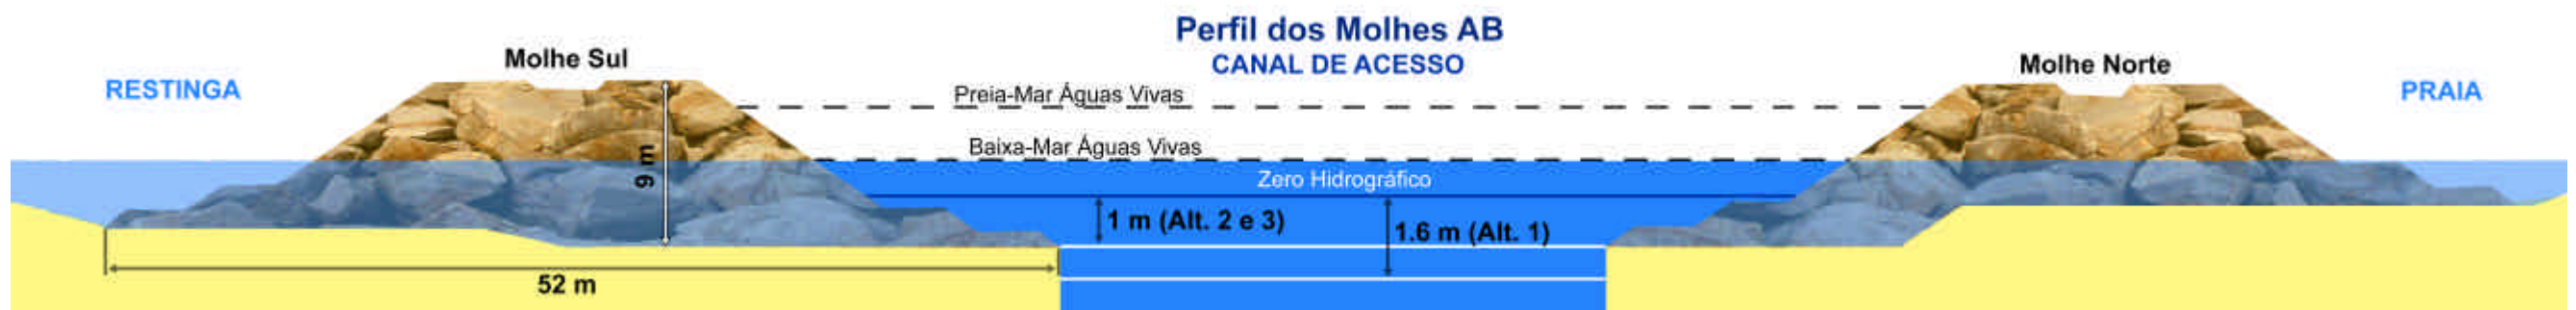 Perfil dos Molhes AB
CANAL DE ACESSO
Molhe Sul
Molhe Norte
RESTINGA
PRAIA
Preia-Mar Águas Vivas
Baixa-Mar Águas Vivas
9 m
Zero Hidrográfico
1 m (Alt. 2 e 3)
1.6 m (Alt. 1)
52 m